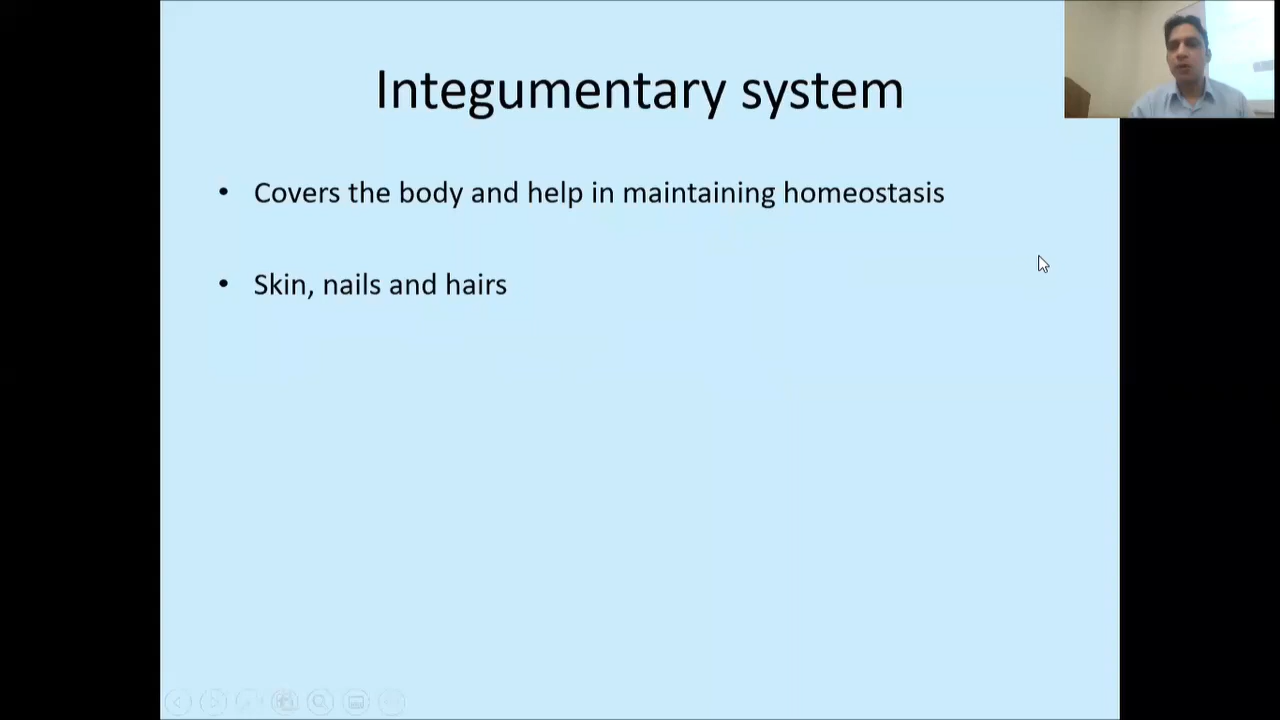 Integumentary system
• Covers the body and help in maintaining homeostasis
• Skin, nails and hairs